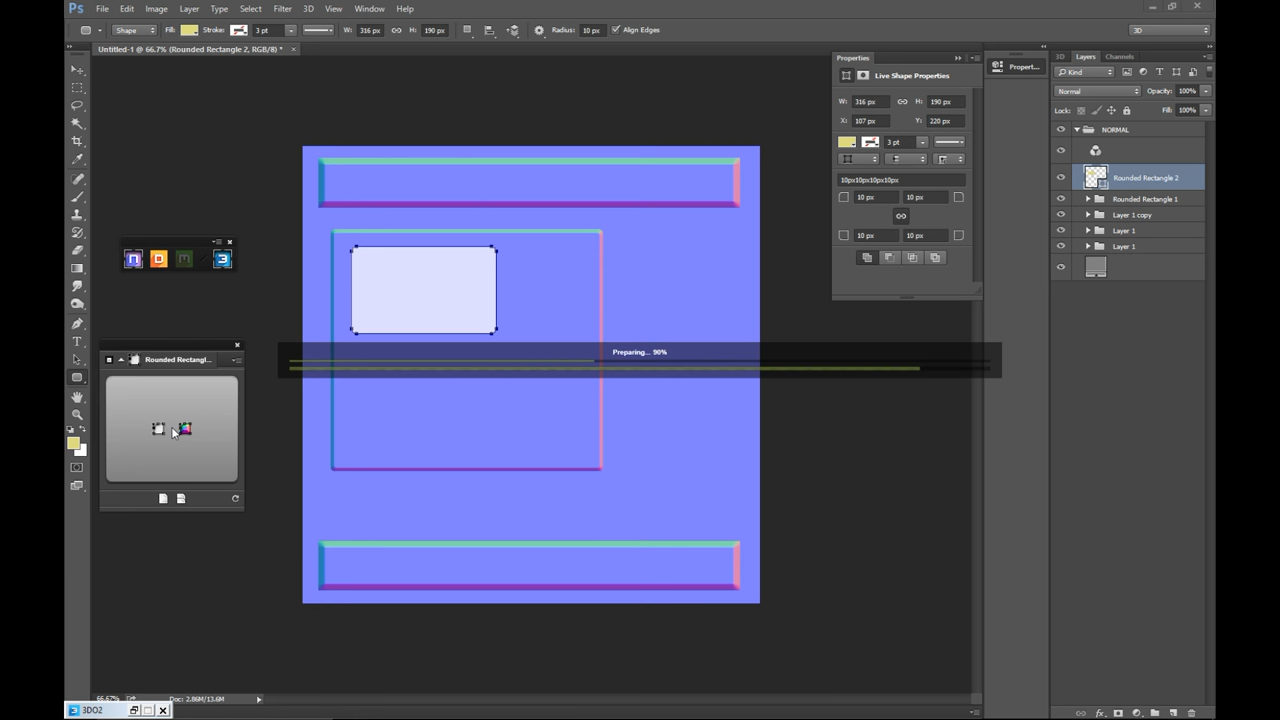 Ps File Edit Image Layer Type Select Filter 3D View Window Help
Shape Fill: Stroke: 3 pt W: 316 px H: 190 px Radius: 10 px Align Edges 3D
Untitled-1 @ 66.7% (Rounded Rectangle 2, RGB/8) * ×
Properties
Live Shape Properties
W: 316 px H: 190 px
X: 107 px Y: 220 px
3 pt
10px10px10px10px
10 px 10 px
10 px 10 px
Propert...
3D Layers Channels
Kind
Normal Opacity: 100%
Lock: Fill: 100%
NORMAL
Rounded Rectangle 2
Rounded Rectangle 1
Layer 1 copy
Layer 1
Layer 1
n D M 3
Rounded Rectangl...
Preparing... 90%
66.67% Doc: 2.86M/13.6M
3DO2
fx